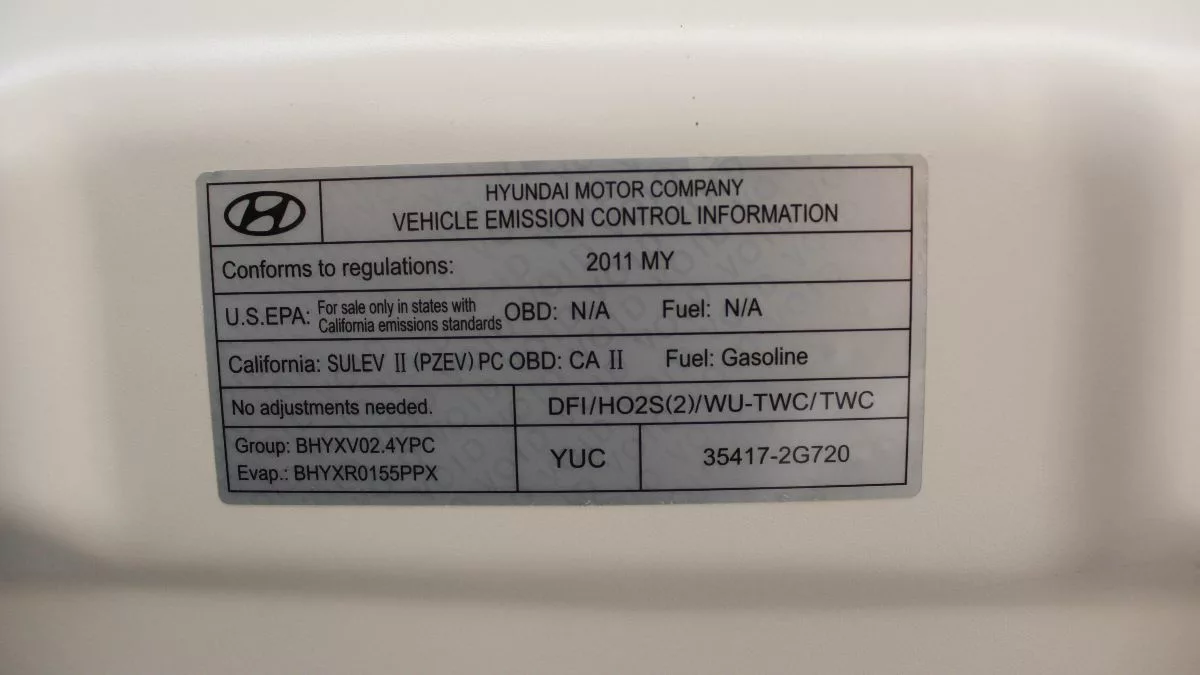 HYUNDAI MOTOR COMPANY
VEHICLE EMISSION CONTROL INFORMATION
Conforms to regulations: 2011 MY
U.S.EPA: For sale only in states with California emissions standards OBD: N/A Fuel: N/A
California: SULEV II (PZEV) PC OBD: CA II Fuel: Gasoline
No adjustments needed. DFI/HO2S(2)/WU-TWC/TWC
Group: BHYXV02.4YPC
Evap.: BHYXR0155PPX
YUC
35417-2G720